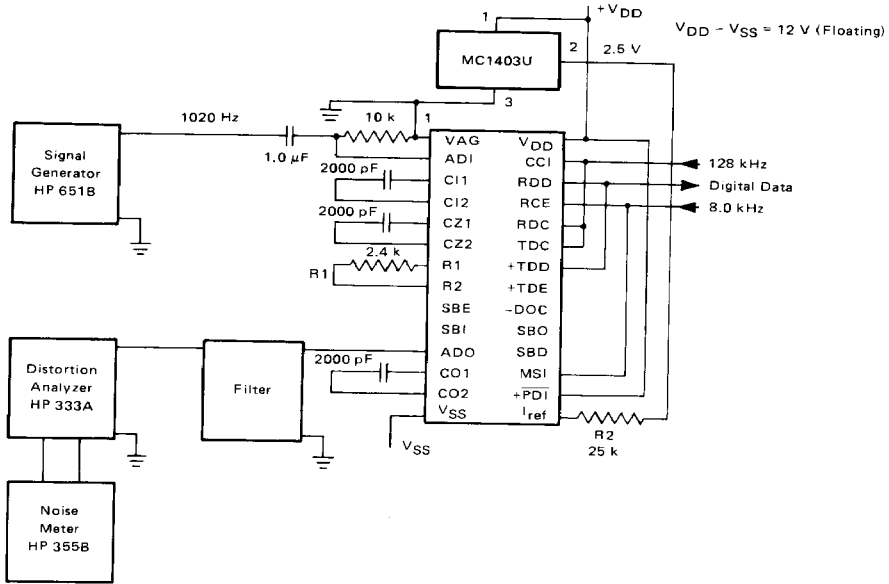 +VDD
VDD − VSS = 12 V (Floating)
1
MC1403U
2
2.5 V
3
1020 Hz
1.0 μF
10 k
1
Signal
Generator
HP 651B
2000 pF
2000 pF
2.4 k
R1
VAG
ADI
CI1
CI2
CZ1
CZ2
R1
R2
SBE
SBI
ADO
CO1
CO2
VSS
VDD
CCI
RDD
RCE
RDC
TDC
+TDD
+TDE
-DOC
SBO
SBD
MSI
+PDI
Iref
128 kHz
Digital Data
8.0 kHz
Distortion
Analyzer
HP 333A
Filter
2000 pF
VSS
R2
25 k
Noise
Meter
HP 355B